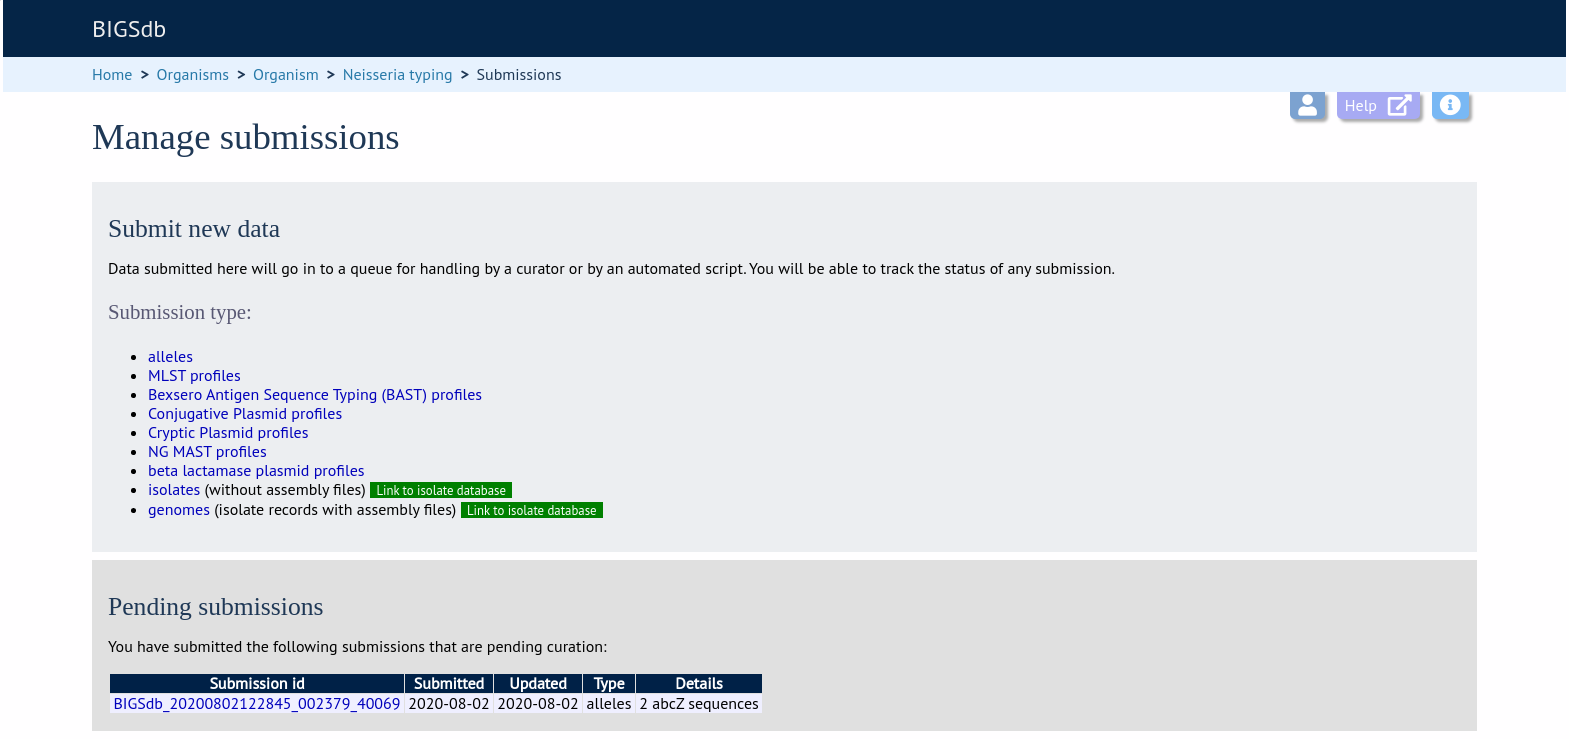 BIGSdb
Home > Organisms > Organism > Neisseria typing > Submissions
Help
Manage submissions
Submit new data
Data submitted here will go in to a queue for handling by a curator or by an automated script. You will be able to track the status of any submission.
Submission type:
• alleles
• MLST profiles
• Bexsero Antigen Sequence Typing (BAST) profiles
• Conjugative Plasmid profiles
• Cryptic Plasmid profiles
• NG MAST profiles
• beta lactamase plasmid profiles
• isolates (without assembly files) Link to isolate database
• genomes (isolate records with assembly files) Link to isolate database
Pending submissions
You have submitted the following submissions that are pending curation:
Submission id Submitted Updated Type Details
BIGSdb_20200802122845_002379_40069 2020-08-02 2020-08-02 alleles 2 abcZ sequences